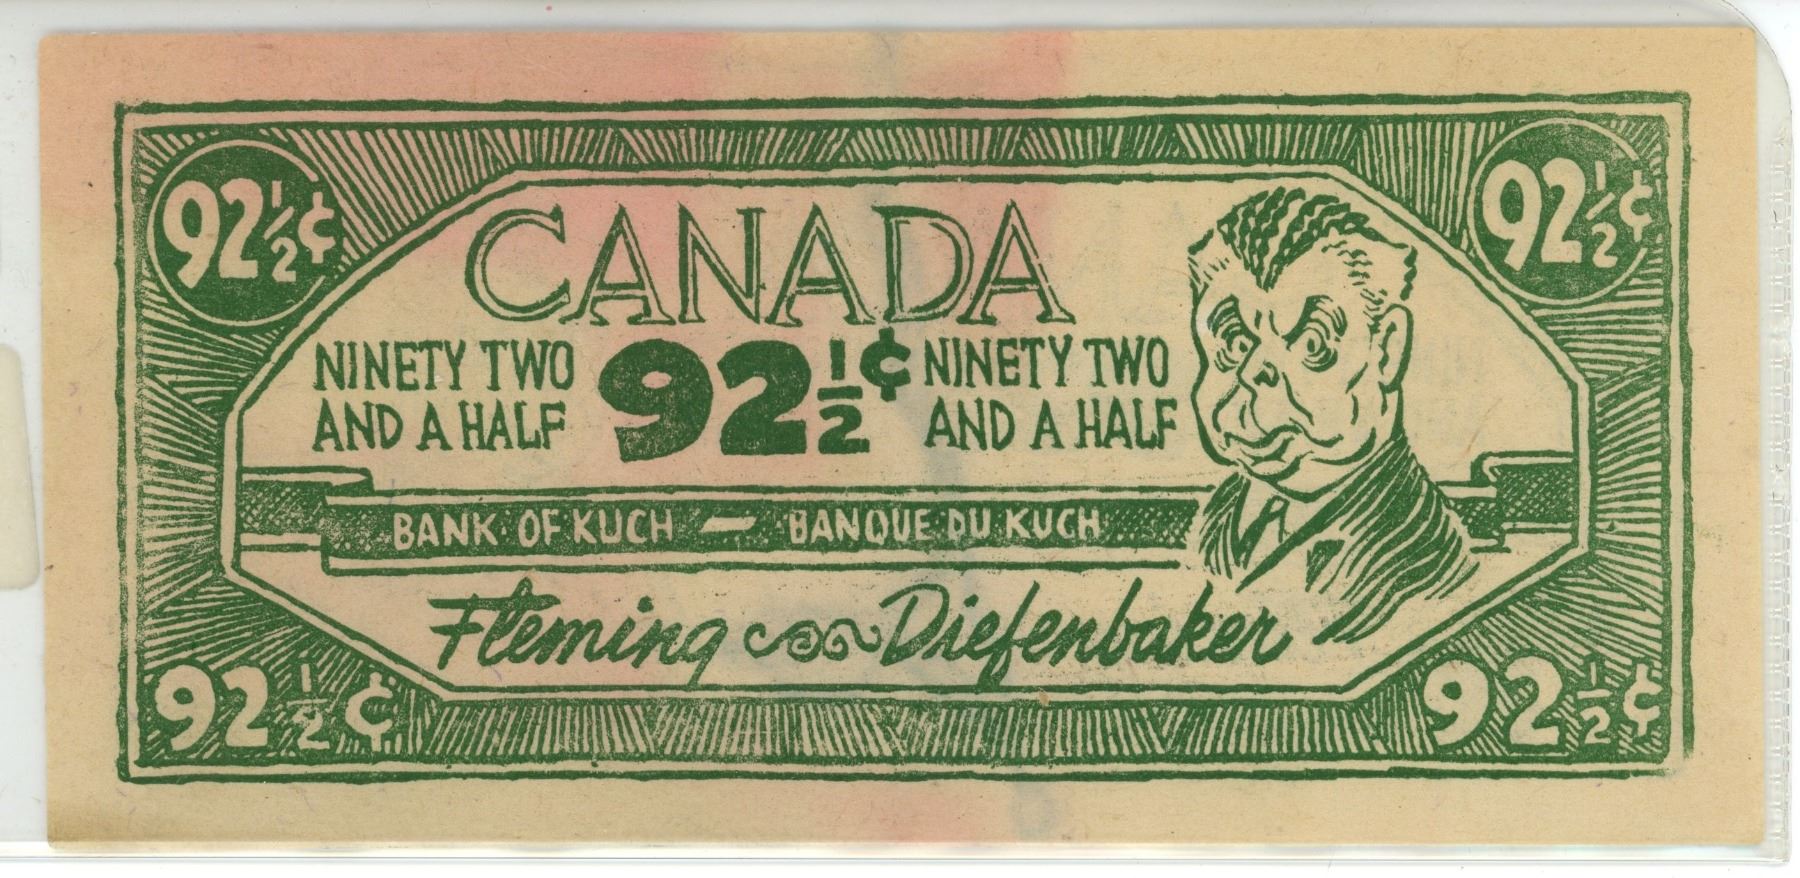 92½¢ 92½¢
CANADA
NINETY TWO 92½¢ NINETY TWO
AND A HALF AND A HALF
BANK · OF KUCH — BANQUE DU KUCH
Fleming Diefenbaker
92½¢ 92½¢